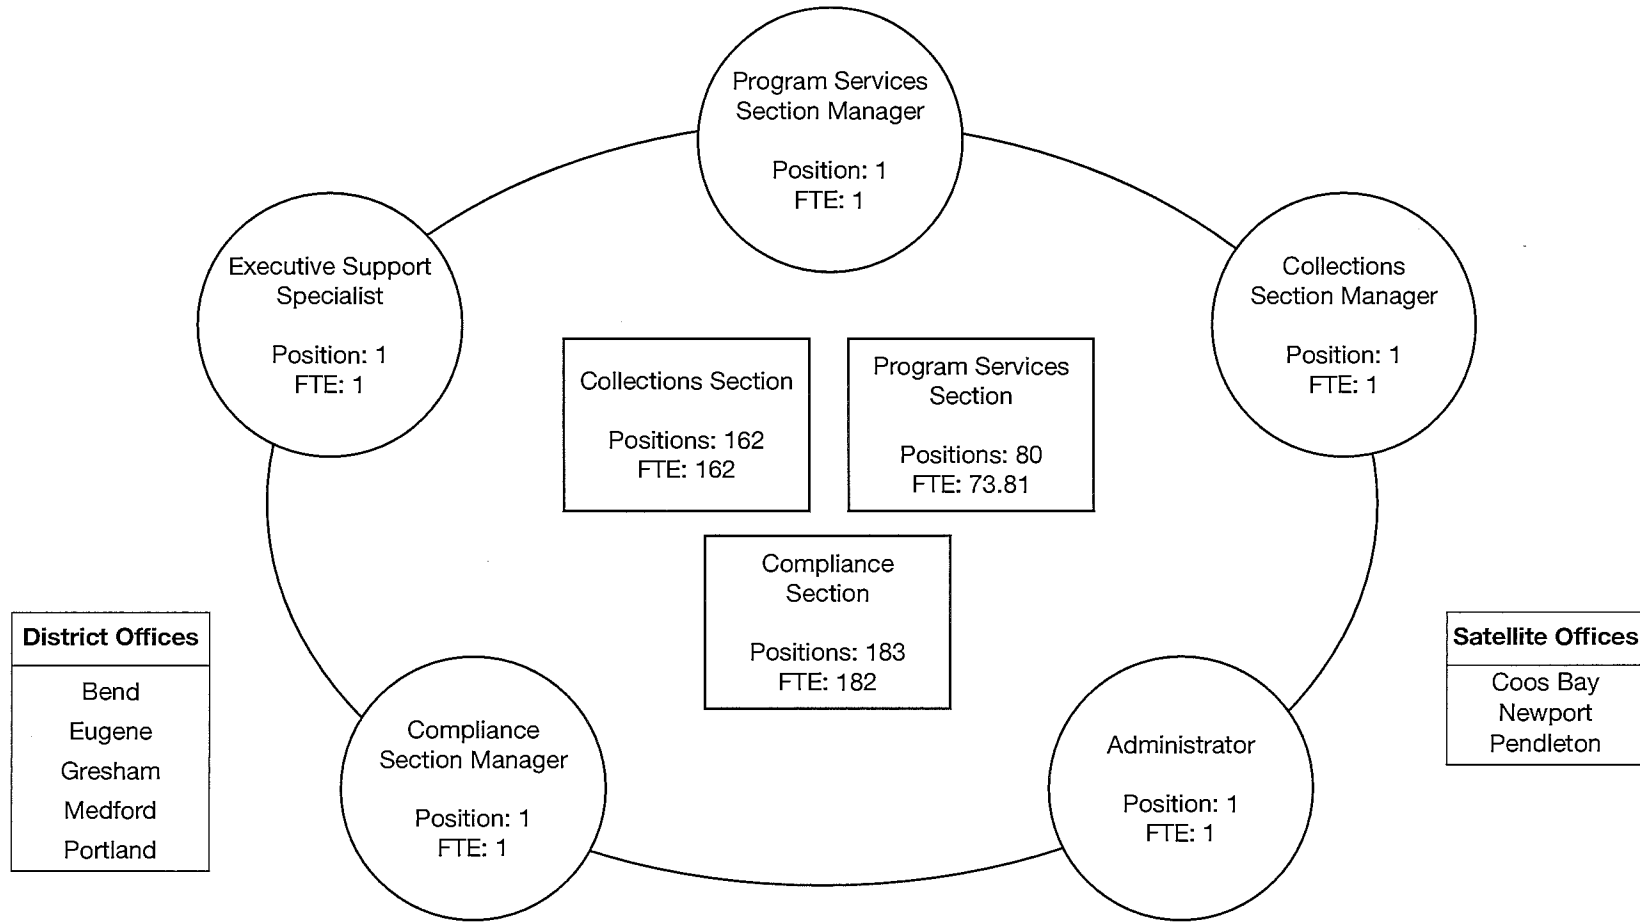 Program Services
Section Manager
Position: 1
FTE: 1
Executive Support
Specialist
Position: 1
FTE: 1
Collections
Section Manager
Position: 1
FTE: 1
Collections Section
Positions: 162
FTE: 162
Program Services
Section
Positions: 80
FTE: 73.81
Compliance
Section
Positions: 183
FTE: 182
District Offices
Bend
Eugene
Gresham
Medford
Portland
Satellite Offices
Coos Bay
Newport
Pendleton
Compliance
Section Manager
Position: 1
FTE: 1
Administrator
Position: 1
FTE: 1